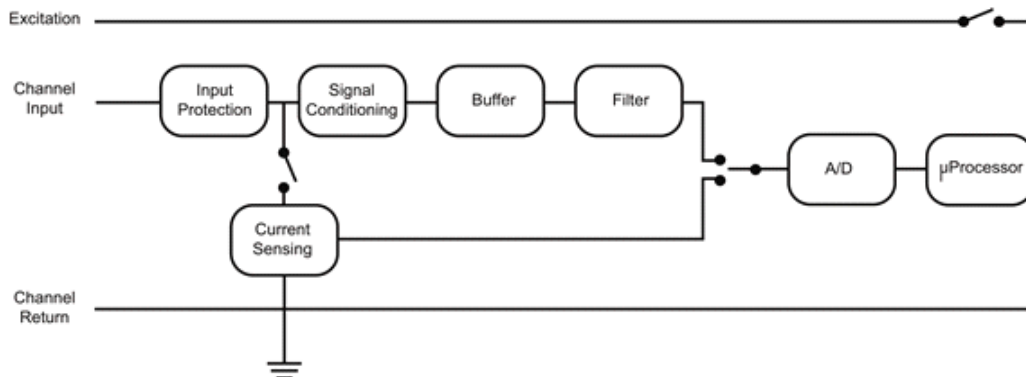 Excitation
Channel
Input
Input
Protection
Signal
Conditioning
Buffer
Filter
A/D
µProcessor
Current
Sensing
Channel
Return